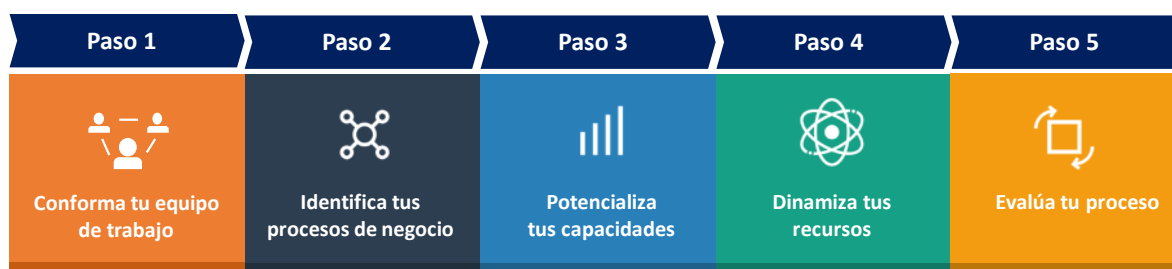 Paso 1
Paso 2
Paso 3
Paso 4
Paso 5
Conforma tu equipo
de trabajo
Identifica tus
procesos de negocio
Potencializa
tus capacidades
Dinamiza tus
recursos
Evalúa tu proceso